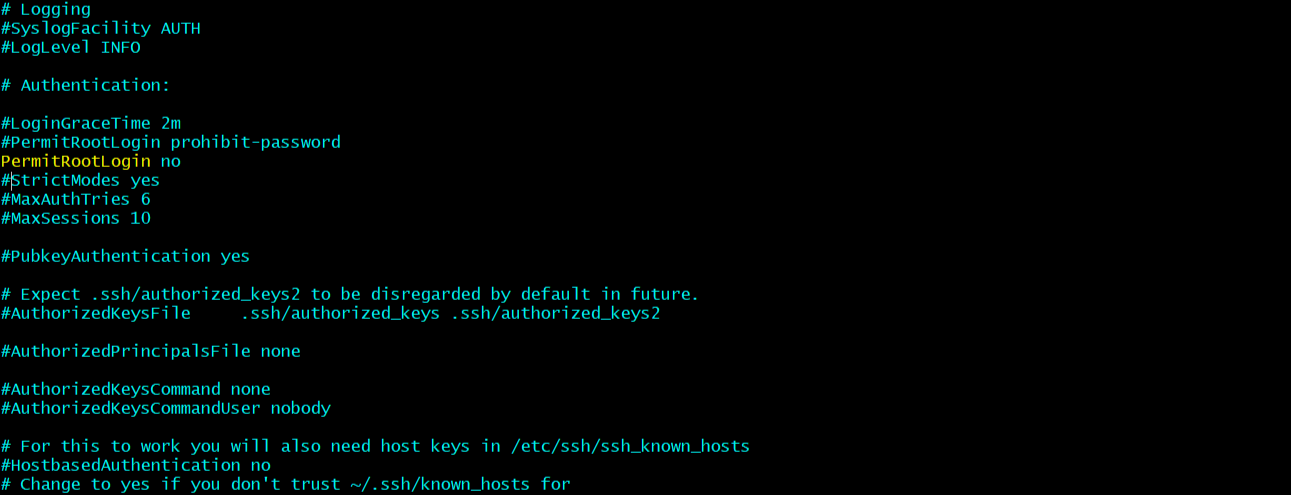 # Logging
#SyslogFacility AUTH
#LogLevel INFO
# Authentication:
#LoginGraceTime 2m
#PermitRootLogin prohibit-password
PermitRootLogin no
#StrictModes yes
#MaxAuthTries 6
#MaxSessions 10
#PubkeyAuthentication yes
# Expect .ssh/authorized_keys2 to be disregarded by default in future.
#AuthorizedKeysFile     .ssh/authorized_keys .ssh/authorized_keys2
#AuthorizedPrincipalsFile none
#AuthorizedKeysCommand none
#AuthorizedKeysCommandUser nobody
# For this to work you will also need host keys in /etc/ssh/ssh_known_hosts
#HostbasedAuthentication no
# Change to yes if you don't trust ~/.ssh/known_hosts for